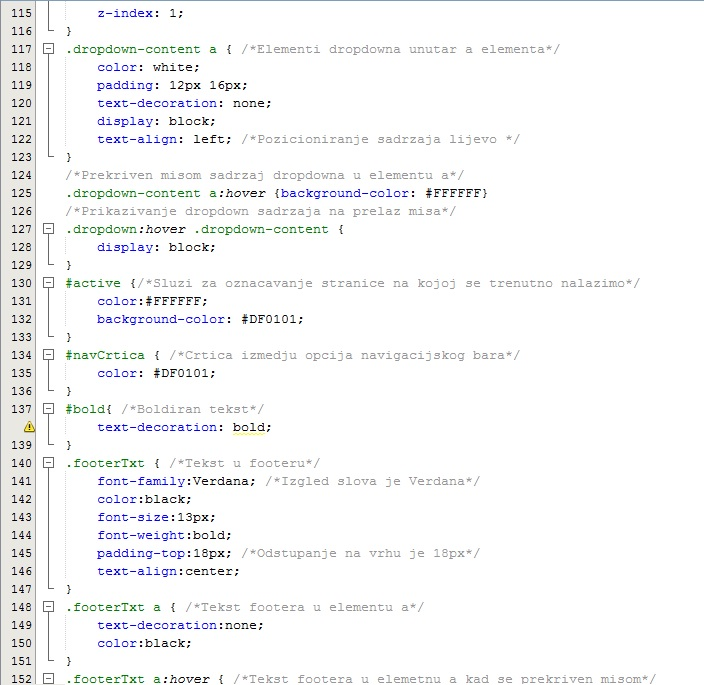 115 z-index: 1;
116 }
117 .dropdown-content a { /*Elementi dropdowna unutar a elementa*/
118 color: white;
119 padding: 12px 16px;
120 text-decoration: none;
121 display: block;
122 text-align: left; /*Pozicioniranje sadrzaja lijevo */
123 }
124 /*Prekriven misom sadrzaj dropdowna u elementu a*/
125 .dropdown-content a:hover {background-color: #FFFFFF}
126 /*Prikazivanje dropdown sadrzaja na prelaz misa*/
127 .dropdown:hover .dropdown-content {
128 display: block;
129 }
130 #active {/*Sluzi za oznacavanje stranice na kojoj se trenutno nalazimo*/
131 color:#FFFFFF;
132 background-color: #DF0101;
133 }
134 #navCrtica { /*Crtica izmedju opcija navigacijskog bara*/
135 color: #DF0101;
136 }
137 #bold{ /*Boldiran tekst*/
text-decoration: bold;
139 }
140 .footerTxt { /*Tekst u footeru*/
141 font-family:Verdana; /*Izgled slova je Verdana*/
142 color:black;
143 font-size:13px;
144 font-weight:bold;
145 padding-top:18px; /*Odstupanje na vrhu je 18px*/
146 text-align:center;
147 }
148 .footerTxt a { /*Tekst footera u elementu a*/
149 text-decoration:none;
150 color:black;
151 }
152 .footerTxt a:hover { /*Tekst footera u elemetnu a kad se prekriven misom*/